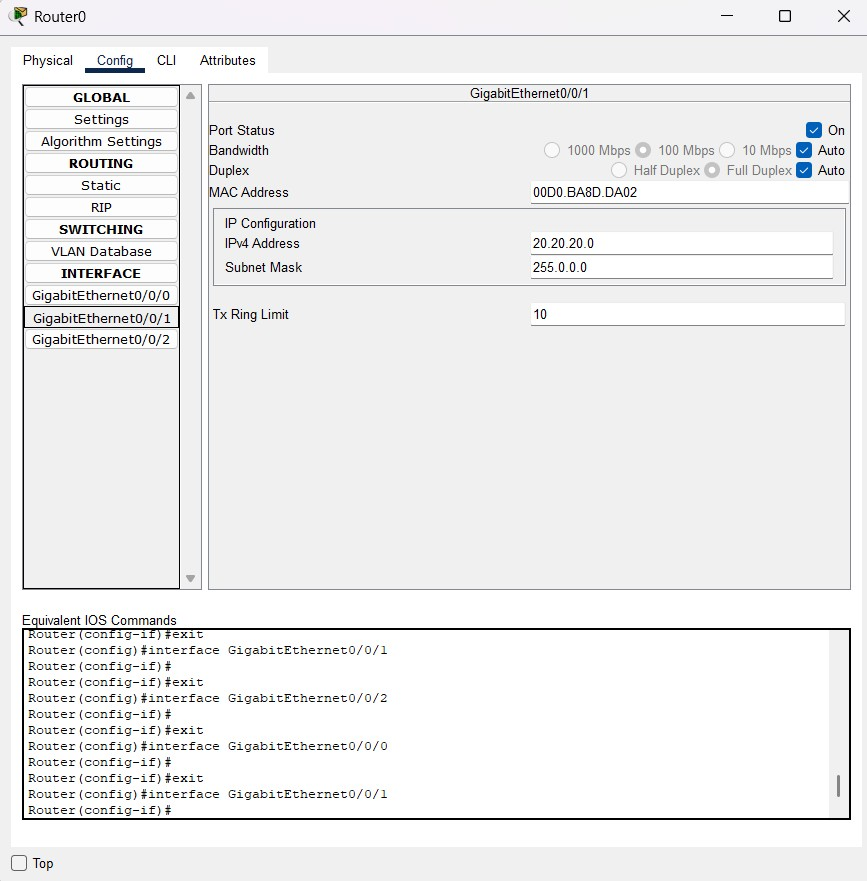 Router0
Physical Config CLI Attributes
GLOBAL
Settings
Algorithm Settings
ROUTING
Static
RIP
SWITCHING
VLAN Database
INTERFACE
GigabitEthernet0/0/0
GigabitEthernet0/0/1
GigabitEthernet0/0/2
GigabitEthernet0/0/1
Port Status On
Bandwidth 1000 Mbps 100 Mbps 10 Mbps Auto
Duplex Half Duplex Full Duplex Auto
MAC Address 00D0.BA8D.DA02
IP Configuration
IPv4 Address 20.20.20.0
Subnet Mask 255.0.0.0
Tx Ring Limit 10
Equivalent IOS Commands
Router(config-if)#exit
Router(config)#interface GigabitEthernet0/0/1
Router(config-if)#
Router(config-if)#exit
Router(config)#interface GigabitEthernet0/0/2
Router(config-if)#
Router(config-if)#exit
Router(config)#interface GigabitEthernet0/0/0
Router(config-if)#
Router(config-if)#exit
Router(config)#interface GigabitEthernet0/0/1
Router(config-if)#
Top